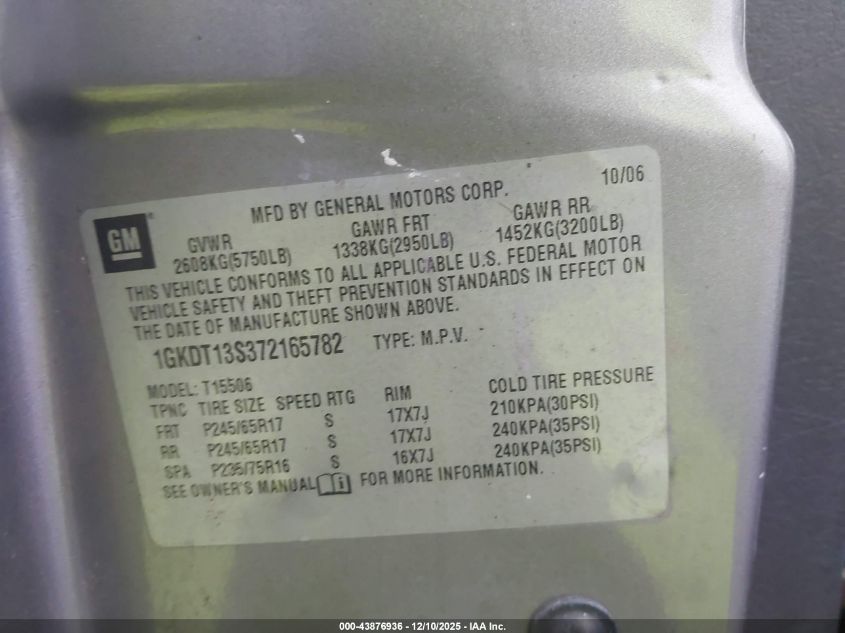 GM
MFD BY GENERAL MOTORS CORP. 10/06
GVWR GAWR FRT GAWR RR
2608KG(5750LB) 1338KG(2950LB) 1452KG(3200LB)
THIS VEHICLE CONFORMS TO ALL APPLICABLE U.S. FEDERAL MOTOR
VEHICLE SAFETY AND THEFT PREVENTION STANDARDS IN EFFECT ON
THE DATE OF MANUFACTURE SHOWN ABOVE.
1GKDT13S372165782 TYPE: M.P.V.
MODEL: T15506
TPNC TIRE SIZE SPEED RTG RIM COLD TIRE PRESSURE
FRT P245/65R17 S 17X7J 210KPA(30PSI)
RR P245/65R17 S 17X7J 240KPA(35PSI)
SPA P235/75R16 S 16X7J 240KPA(35PSI)
SEE OWNER'S MANUAL i FOR MORE INFORMATION.
000-43876936 - 12/10/2025 - IAA Inc.